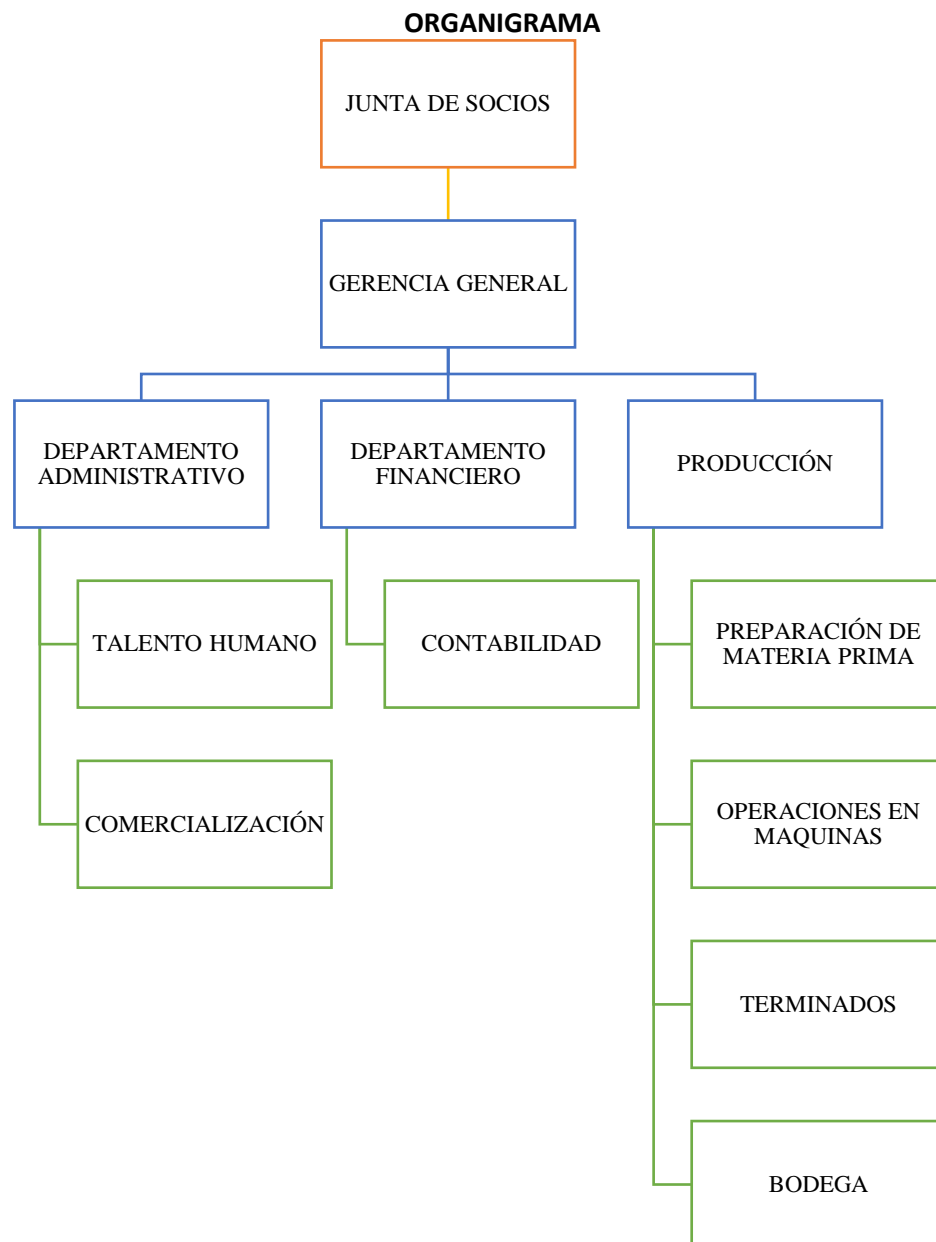 ORGANIGRAMA
JUNTA DE SOCIOS
GERENCIA GENERAL
DEPARTAMENTO
ADMINISTRATIVO
DEPARTAMENTO
FINANCIERO
PRODUCCIÓN
TALENTO HUMANO
CONTABILIDAD
PREPARACIÓN DE
MATERIA PRIMA
COMERCIALIZACIÓN
OPERACIONES EN
MAQUINAS
TERMINADOS
BODEGA